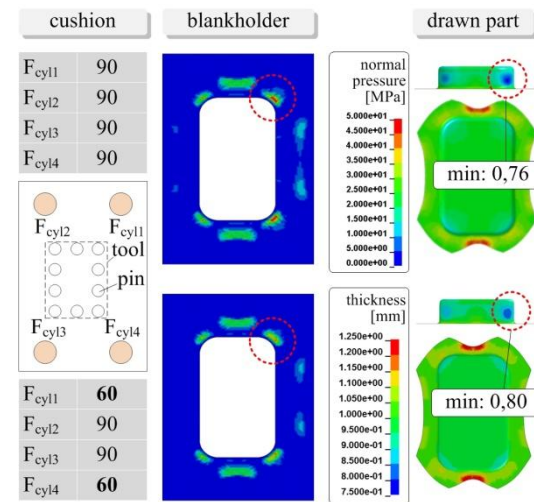 cushion
blankholder
drawn part
Fcyl1 90
Fcyl2 90
Fcyl3 90
Fcyl4 90
Fcyl2
Fcyl1
tool
pin
Fcyl3
Fcyl4
Fcyl1 60
Fcyl2 90
Fcyl3 90
Fcyl4 60
normal
pressure
[MPa]
5.000e+01
4.500e+01
4.000e+01
3.500e+01
3.000e+01
2.500e+01
2.000e+01
1.500e+01
1.000e+01
5.000e+00
0.000e+00
min: 0,76
thickness
[mm]
1.250e+00
1.200e+00
1.150e+00
1.100e+00
1.050e+00
1.000e+00
9.500e-01
9.000e-01
8.500e-01
8.000e-01
7.500e-01
min: 0,80